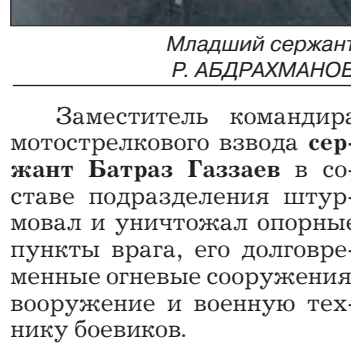 Младший сержант
Р. АБДРАХМАНОВ
Заместитель командира
мотострелкового взвода сер-
жант Батраз Газзаев в со-
ставе подразделения штур-
мовал и уничтожал опорные
пункты врага, его долговре-
менные огневые сооружения,
вооружение и военную тех-
нику боевиков.